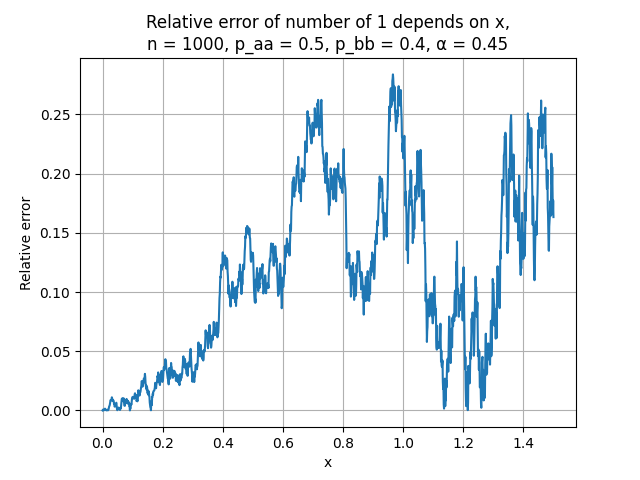 Relative error of number of 1 depends on x,
n = 1000, p_aa = 0.5, p_bb = 0.4, α = 0.45
Relative error
0.25
0.20
0.15
0.10
0.05
0.00
0.0 0.2 0.4 0.6 0.8 1.0 1.2 1.4
x